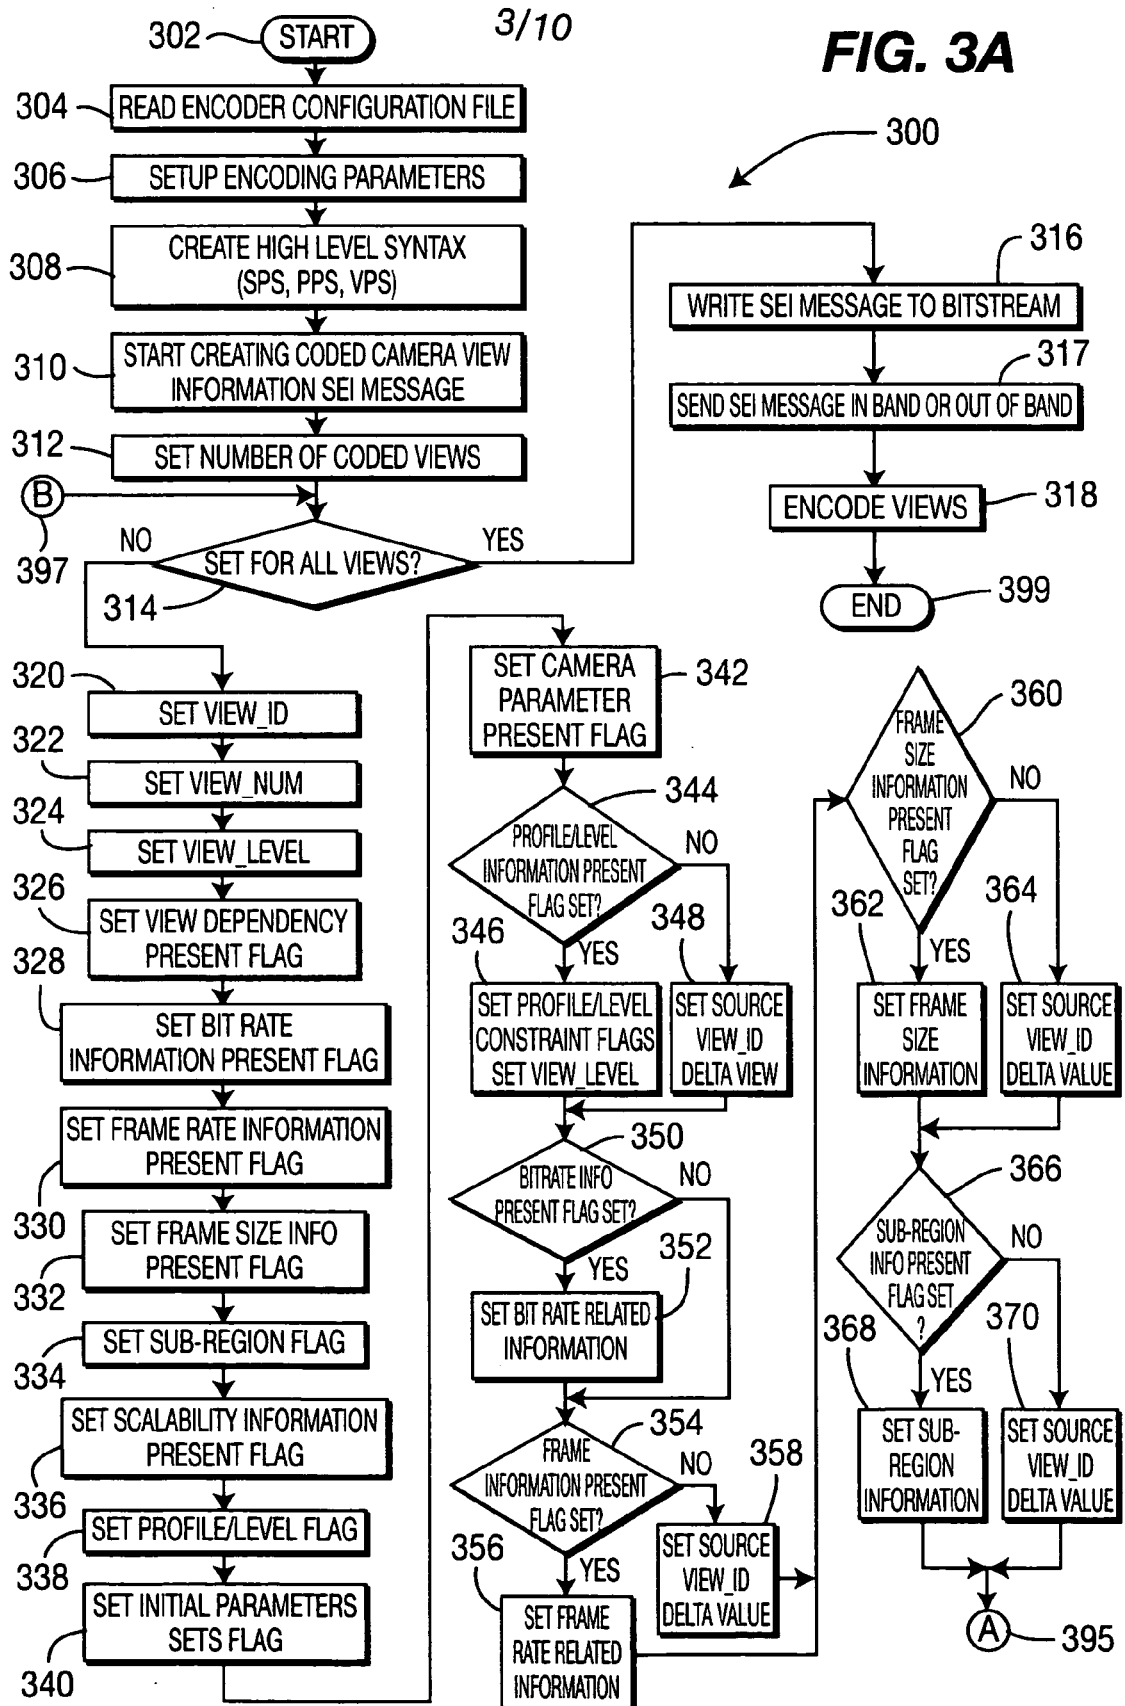 3/10
FIG. 3A
300
302
START
304
READ ENCODER CONFIGURATION FILE
306
SETUP ENCODING PARAMETERS
308
CREATE HIGH LEVEL SYNTAX
(SPS, PPS, VPS)
310
START CREATING CODED CAMERA VIEW
INFORMATION SEI MESSAGE
312
SET NUMBER OF CODED VIEWS
B
397
NO
SET FOR ALL VIEWS?
YES
314
316
WRITE SEI MESSAGE TO BITSTREAM
317
SEND SEI MESSAGE IN BAND OR OUT OF BAND
ENCODE VIEWS
318
END
399
320
SET VIEW_ID
322
SET VIEW_NUM
324
SET VIEW_LEVEL
326
SET VIEW DEPENDENCY
PRESENT FLAG
328
SET BIT RATE
INFORMATION PRESENT FLAG
SET FRAME RATE INFORMATION
PRESENT FLAG
330
SET FRAME SIZE INFO
PRESENT FLAG
332
SET SUB-REGION FLAG
334
SET SCALABILITY INFORMATION
PRESENT FLAG
336
SET PROFILE/LEVEL FLAG
338
SET INITIAL PARAMETERS
SETS FLAG
340
SET CAMERA
PARAMETER
PRESENT FLAG
342
344
PROFILE/LEVEL
INFORMATION PRESENT
FLAG SET?
NO
YES
346
SET PROFILE/LEVEL
CONSTRAINT FLAGS
SET VIEW_LEVEL
348
SET SOURCE
VIEW_ID
DELTA VIEW
350
BITRATE INFO
PRESENT FLAG SET?
NO
YES
352
SET BIT RATE RELATED
INFORMATION
354
FRAME
INFORMATION PRESENT
FLAG SET?
NO
YES
356
SET FRAME
RATE RELATED
INFORMATION
358
SET SOURCE
VIEW_ID
DELTA VALUE
360
FRAME
SIZE
INFORMATION
PRESENT
FLAG
SET?
NO
YES
362
SET FRAME
SIZE
INFORMATION
364
SET SOURCE
VIEW_ID
DELTA VALUE
366
SUB-REGION
INFO PRESENT
FLAG SET
?
NO
YES
368
SET SUB-
REGION
INFORMATION
370
SET SOURCE
VIEW_ID
DELTA VALUE
A
395